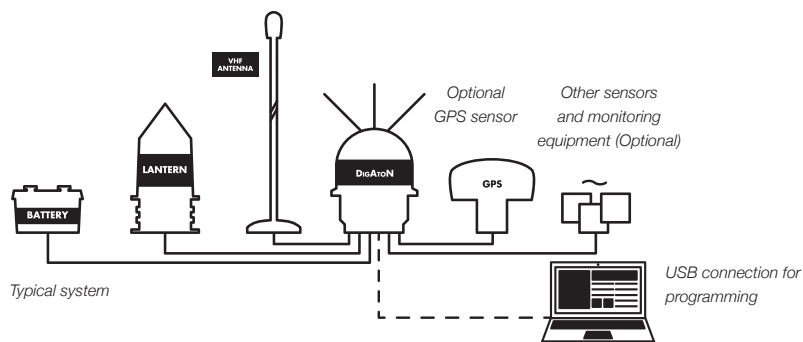 VHF
ANTENNA
Optional
GPS sensor
Other sensors
and monitoring
equipment (Optional)
LANTERN
DIGATON
GPS
BATTERY
Typical system
USB connection for
programming